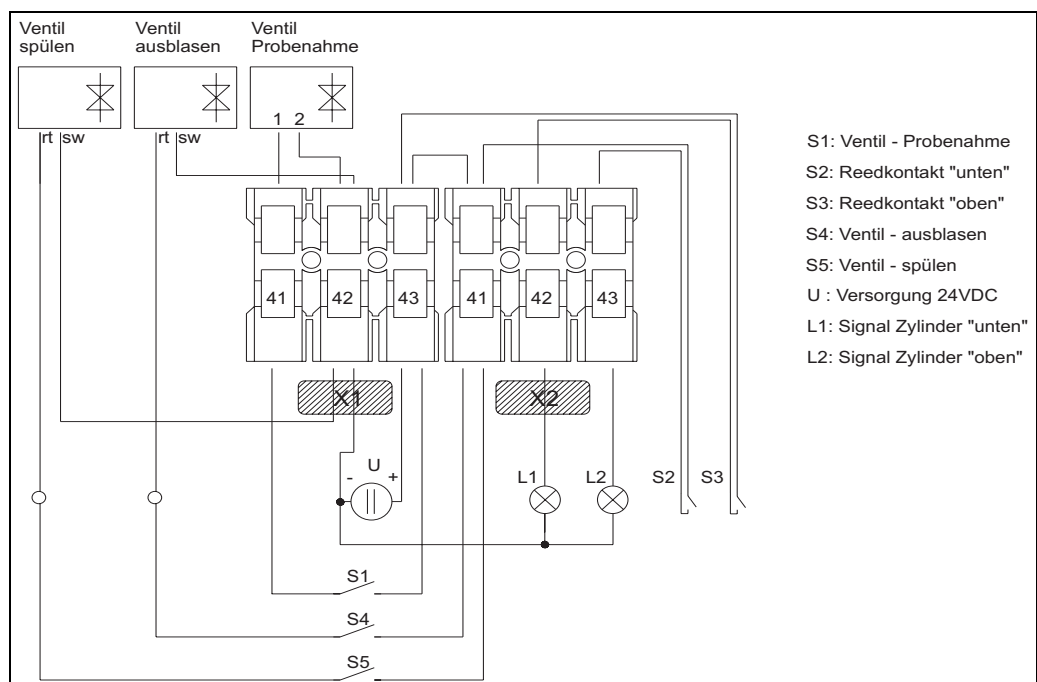 Ventil
spülen
Ventil
ausblasen
Ventil
Probenahme
1 2
rt sw
rt sw
S1: Ventil - Probenahme
S2: Reedkontakt "unten"
S3: Reedkontakt "oben"
S4: Ventil - ausblasen
S5: Ventil - spülen
U : Versorgung 24VDC
L1: Signal Zylinder "unten"
L2: Signal Zylinder "oben"
41 42 43 41 42 43
X1 X2
- U +
L1 L2 S2 S3
S1
S4
S5